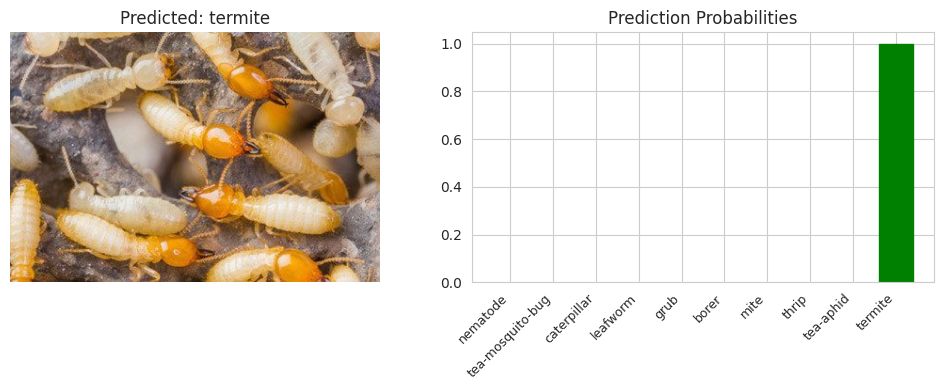 Predicted: termite
Prediction Probabilities
1.0
0.8
0.6
0.4
0.2
0.0
nematode
tea-mosquito-bug
caterpillar
leafworm
grub
borer
mite
thrip
tea-aphid
termite